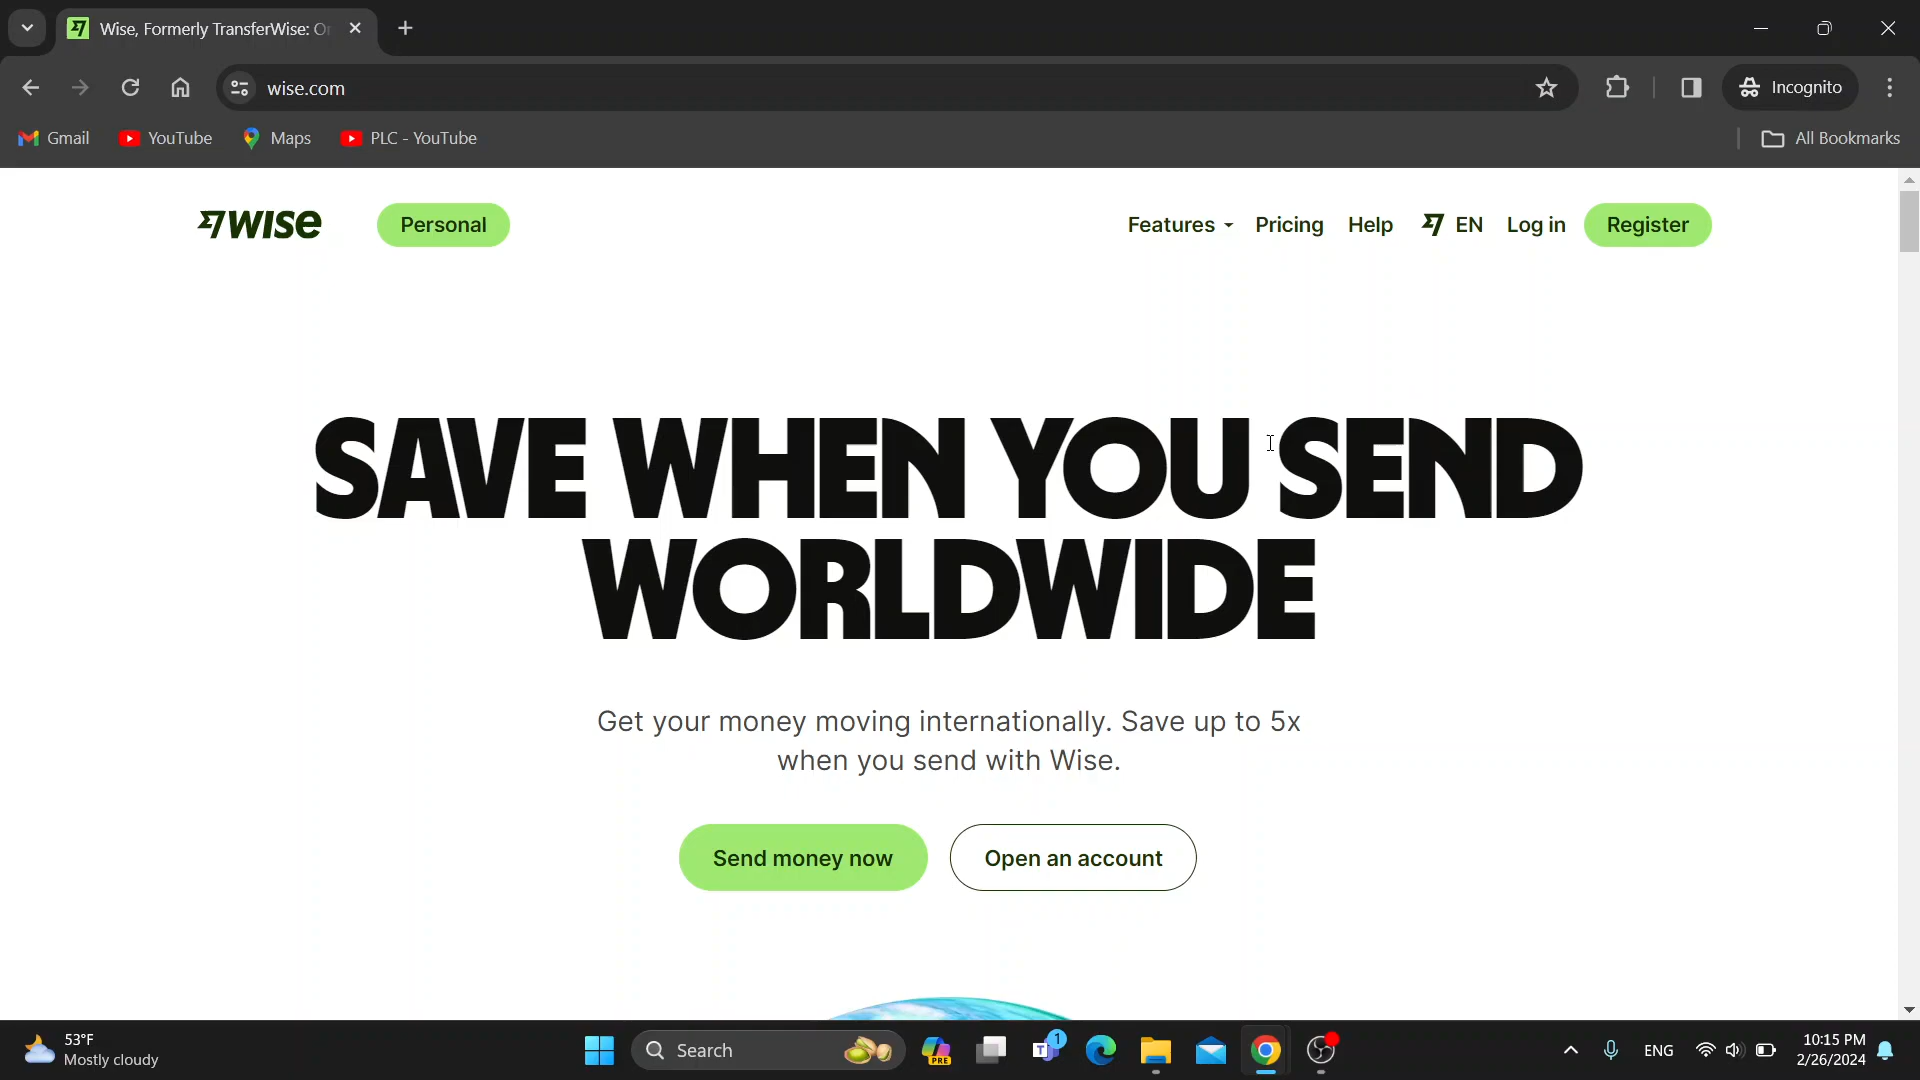 Wise, Formerly TransferWise: On
wise.com
Incognito
Gmail
YouTube
Maps
PLC - YouTube
All Bookmarks
WISE
Personal
Features
Pricing
Help
EN
Log in
Register
SAVE WHEN YOU SEND
WORLDWIDE
Get your money moving internationally. Save up to 5x
when you send with Wise.
Send money now
Open an account
53°F
Mostly cloudy
Search
PRE
T
1
ENG
10:15 PM
2/26/2024